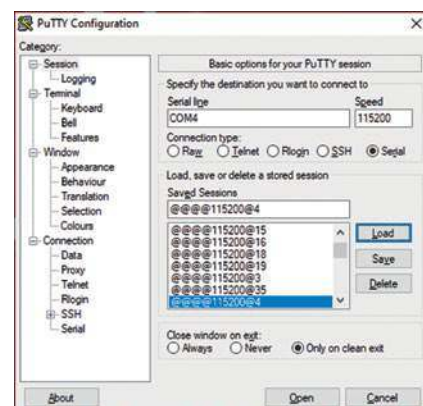 PuTTY Configuration
Category:
Session
Logging
Terminal
Keyboard
Bell
Features
Window
Appearance
Behaviour
Translation
Selection
Colours
Connection
Data
Proxy
Telnet
Rlogin
SSH
Serial
Basic options for your PuTTY session
Specify the destination you want to connect to
Serial line Speed
COM4 115200
Connection type:
Raw Telnet Rlogin SSH Serial
Load, save or delete a stored session
Saved Sessions
@@@@115200@4
@@@@115200@15
@@@@115200@16
@@@@115200@18
@@@@115200@19
@@@@115200@3
@@@@115200@35
@@@@115200@4
Load
Save
Delete
Close window on exit:
Always Never Only on clean exit
About Open Cancel